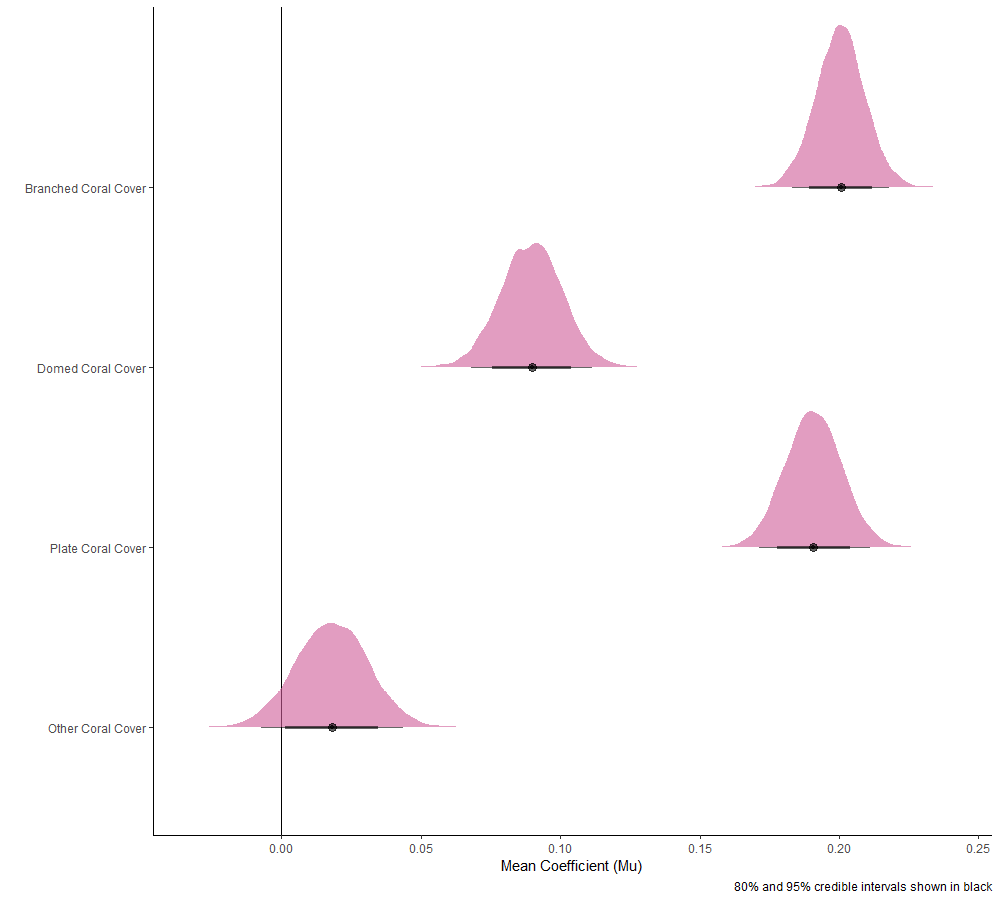 Branched Coral Cover
Domed Coral Cover
Plate Coral Cover
Other Coral Cover
0.00 0.05 0.10 0.15 0.20 0.25
Mean Coefficient (Mu)
80% and 95% credible intervals shown in black